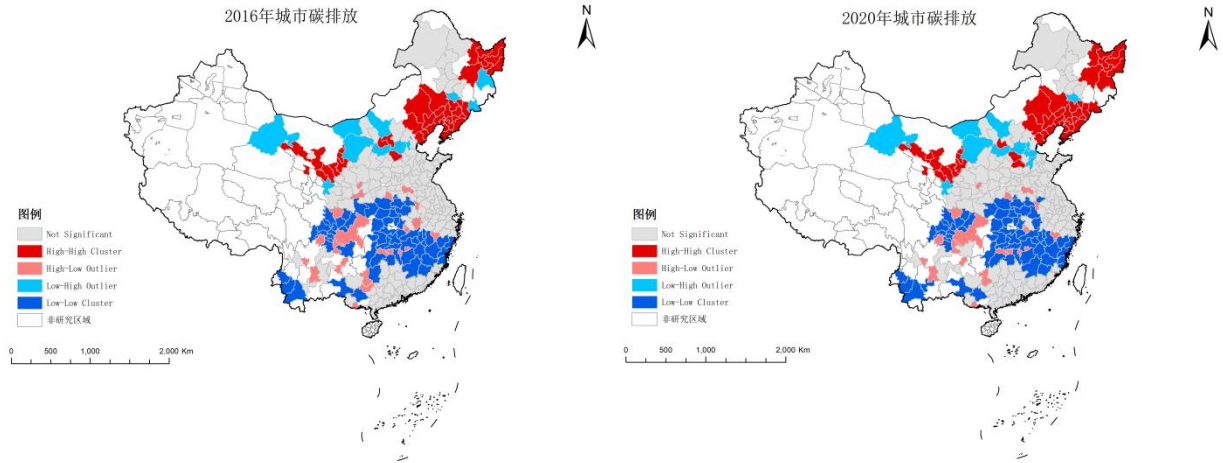 2016年城市碳排放
N
图例
Not Significant
High-High Cluster
High-Low Outlier
Low-High Outlier
Low-Low Cluster
非研究区域
0 500 1,000 2,000 Km
2020年城市碳排放
N
图例
Not Significant
High-High Cluster
High-Low Outlier
Low-High Outlier
Low-Low Cluster
非研究区域
0 500 1,000 2,000 Km